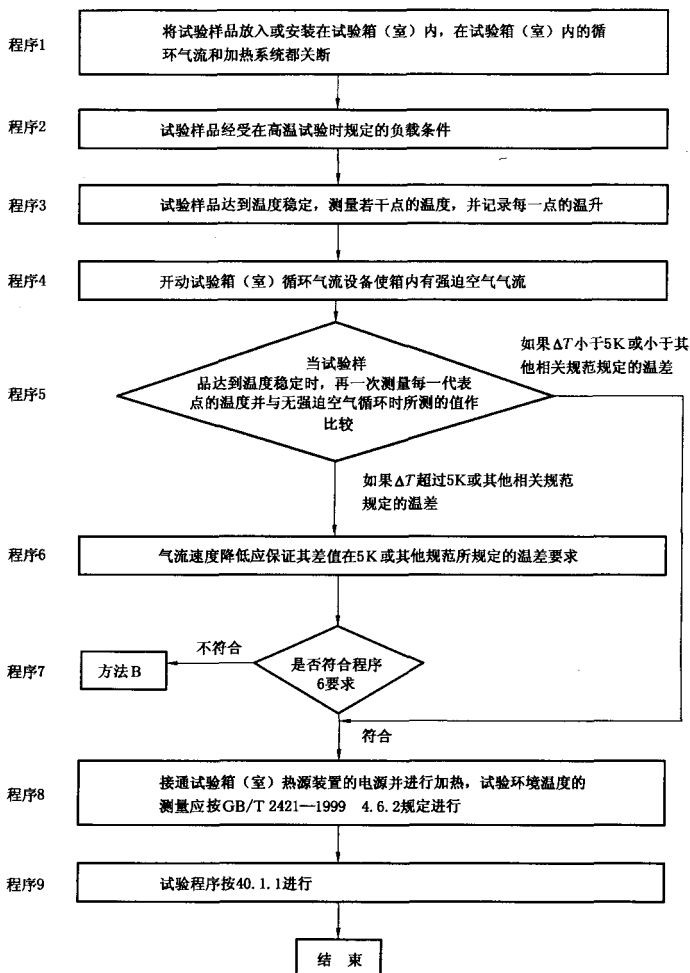 程序1
将试验样品放入或安装在试验箱（室）内，在试验箱（室）内的循
环气流和加热系统都关断
程序2
试验样品经受在高温试验时规定的负载条件
程序3
试验样品达到温度稳定，测量若干点的温度，并记录每一点的温升
程序4
开动试验箱（室）循环气流设备使箱内有强迫空气气流
如果ΔT小于5K或小于其
他相关规范规定的温差
程序5
当试验样
品达到温度稳定时，再一次测量每一代表
点的温度并与无强迫空气循环时所测的值作
比较
如果ΔT超过5K或其他相关规范
规定的温差
程序6
气流速度降低应保证其差值在5K或其他规范所规定的温差要求
程序7
方法B
不符合
是否符合程序
6要求
符合
程序8
接通试验箱（室）热源装置的电源并进行加热，试验环境温度的
测量应按GB/T 2421—1999 4.6.2规定进行
程序9
试验程序按40.1.1进行
结 束